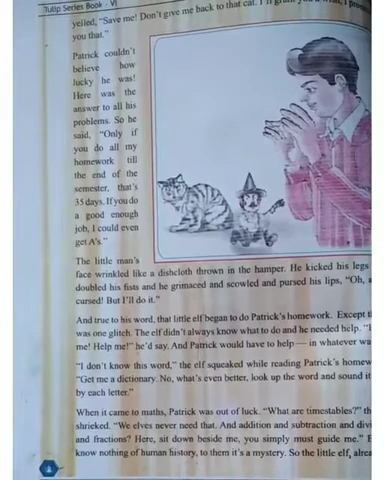 Tulip Series Book - VI
yelled, "Save me! Don't give me back to that cat. I'll
you that."
Patrick couldn't
believe how
lucky he was!
Here was the
answer to all his
problems. So he
said, "Only if
you do all my
homework till
the end of the
semester, that's
35 days. If you do
a good enough
job, I could even
get A's."
The little man's
face wrinkled like a dishcloth thrown in the hamper. He kicked his legs
doubled his fists and he grimaced and scowled and pursed his lips, "Oh,
cursed! But I'll do it."
And true to his word, that little elf began to do Patrick's homework. Except
was one glitch. The elf didn't always know what to do and he needed help.
me! Help me!" he'd say. And Patrick would have to help — in whatever
"I don't know this word," the elf squeaked while reading Patrick's
"Get me a dictionary. No, what's even better, look up the word and sound it
by each letter."
When it came to maths, Patrick was out of luck. "What are timestables?"
shrieked. "We elves never need that. And addition and subtraction and
and fractions? Here, sit down beside me, you simply must guide me."
know nothing of human history, to them it's a mystery. So the little elf,